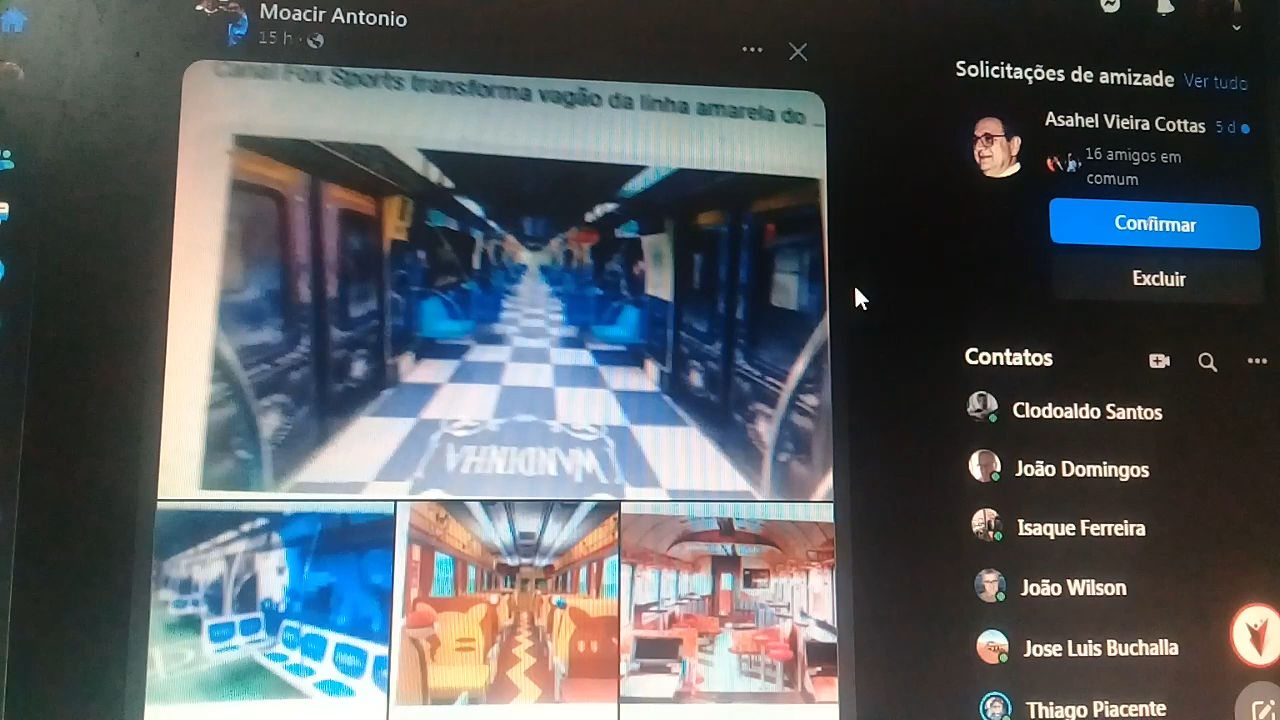 Moacir Antonio
15 h
Canal Fox Sports transforma vagão da linha amarela do ...
Solicitações de amizade Ver tudo
Asahel Vieira Cottas 5 d
16 amigos em
comum
Confirmar
Excluir
Contatos
Clodoaldo Santos
João Domingos
Isaque Ferreira
João Wilson
Jose Luis Buchalla
Thiago Piacente